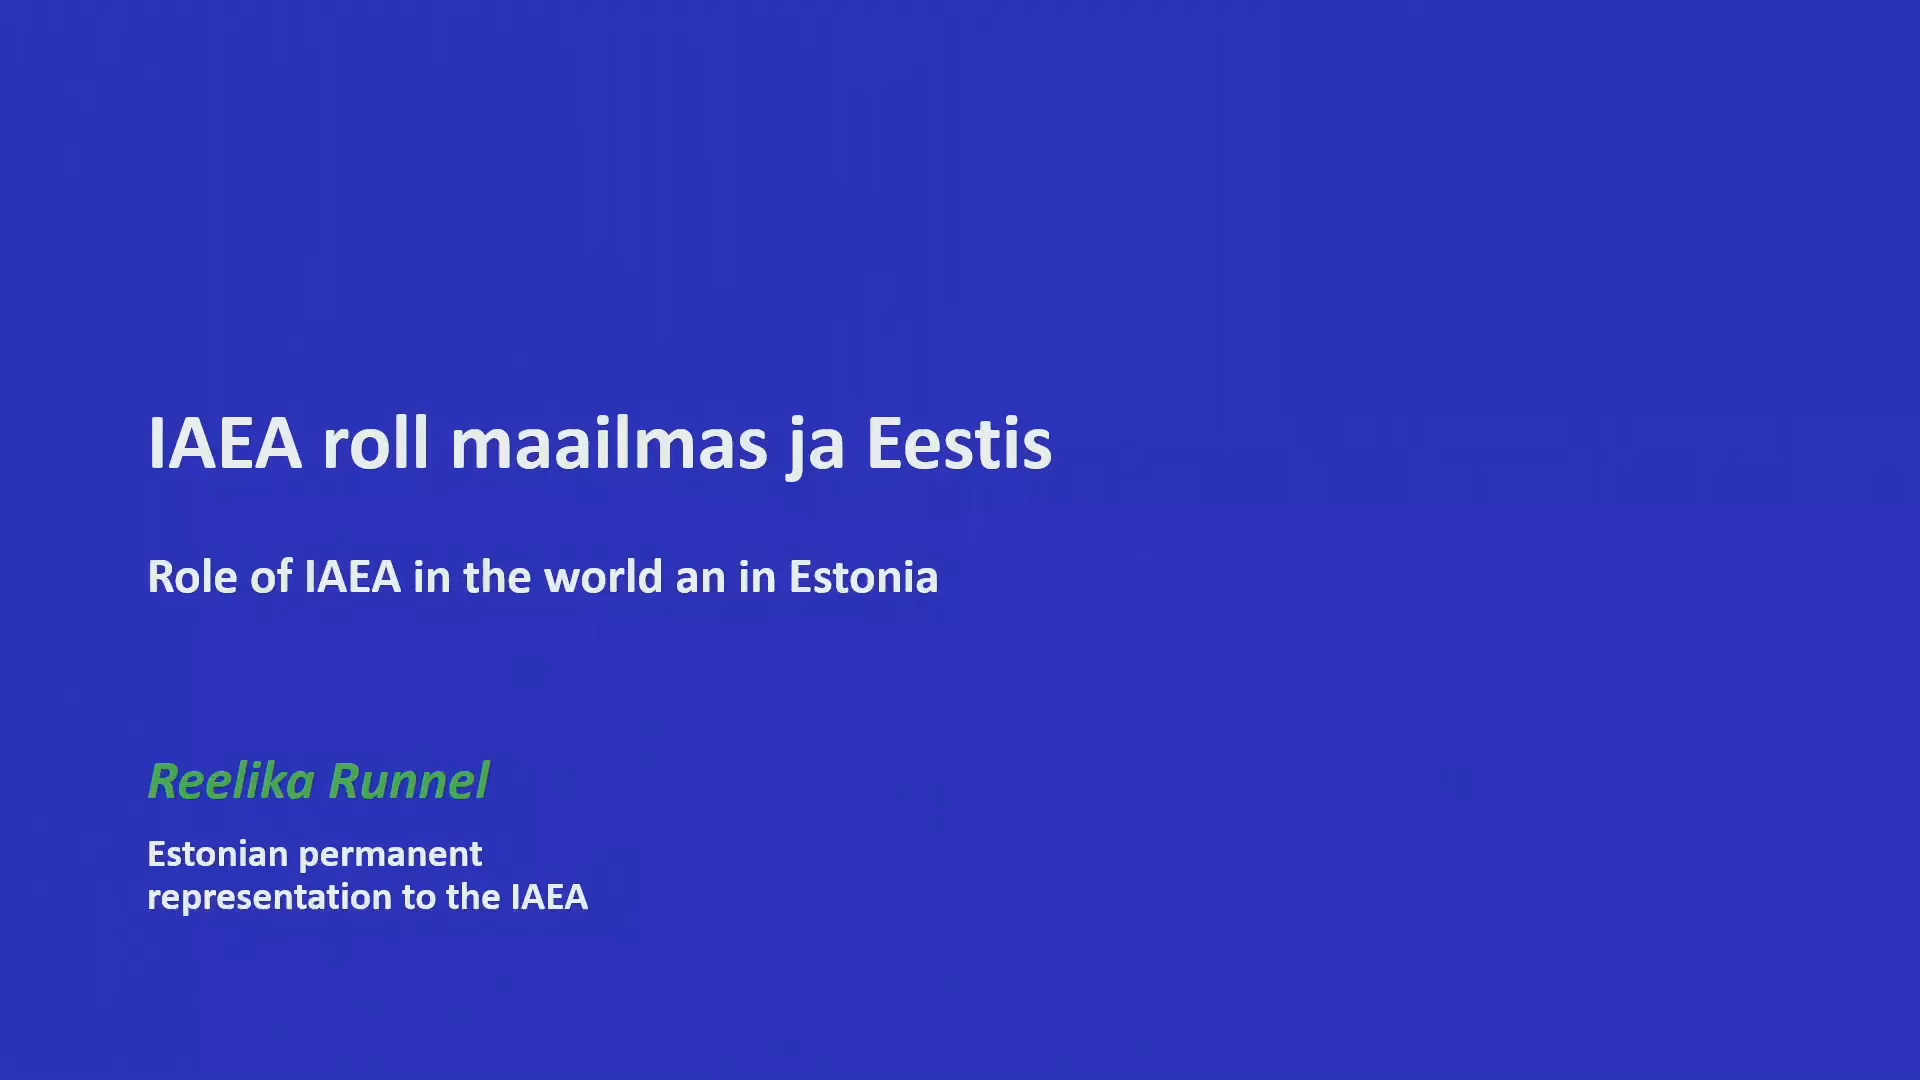 IAEA roll maailmas ja Eestis
Role of IAEA in the world an in Estonia
Reelika Runnel
Estonian permanent
representation to the IAEA